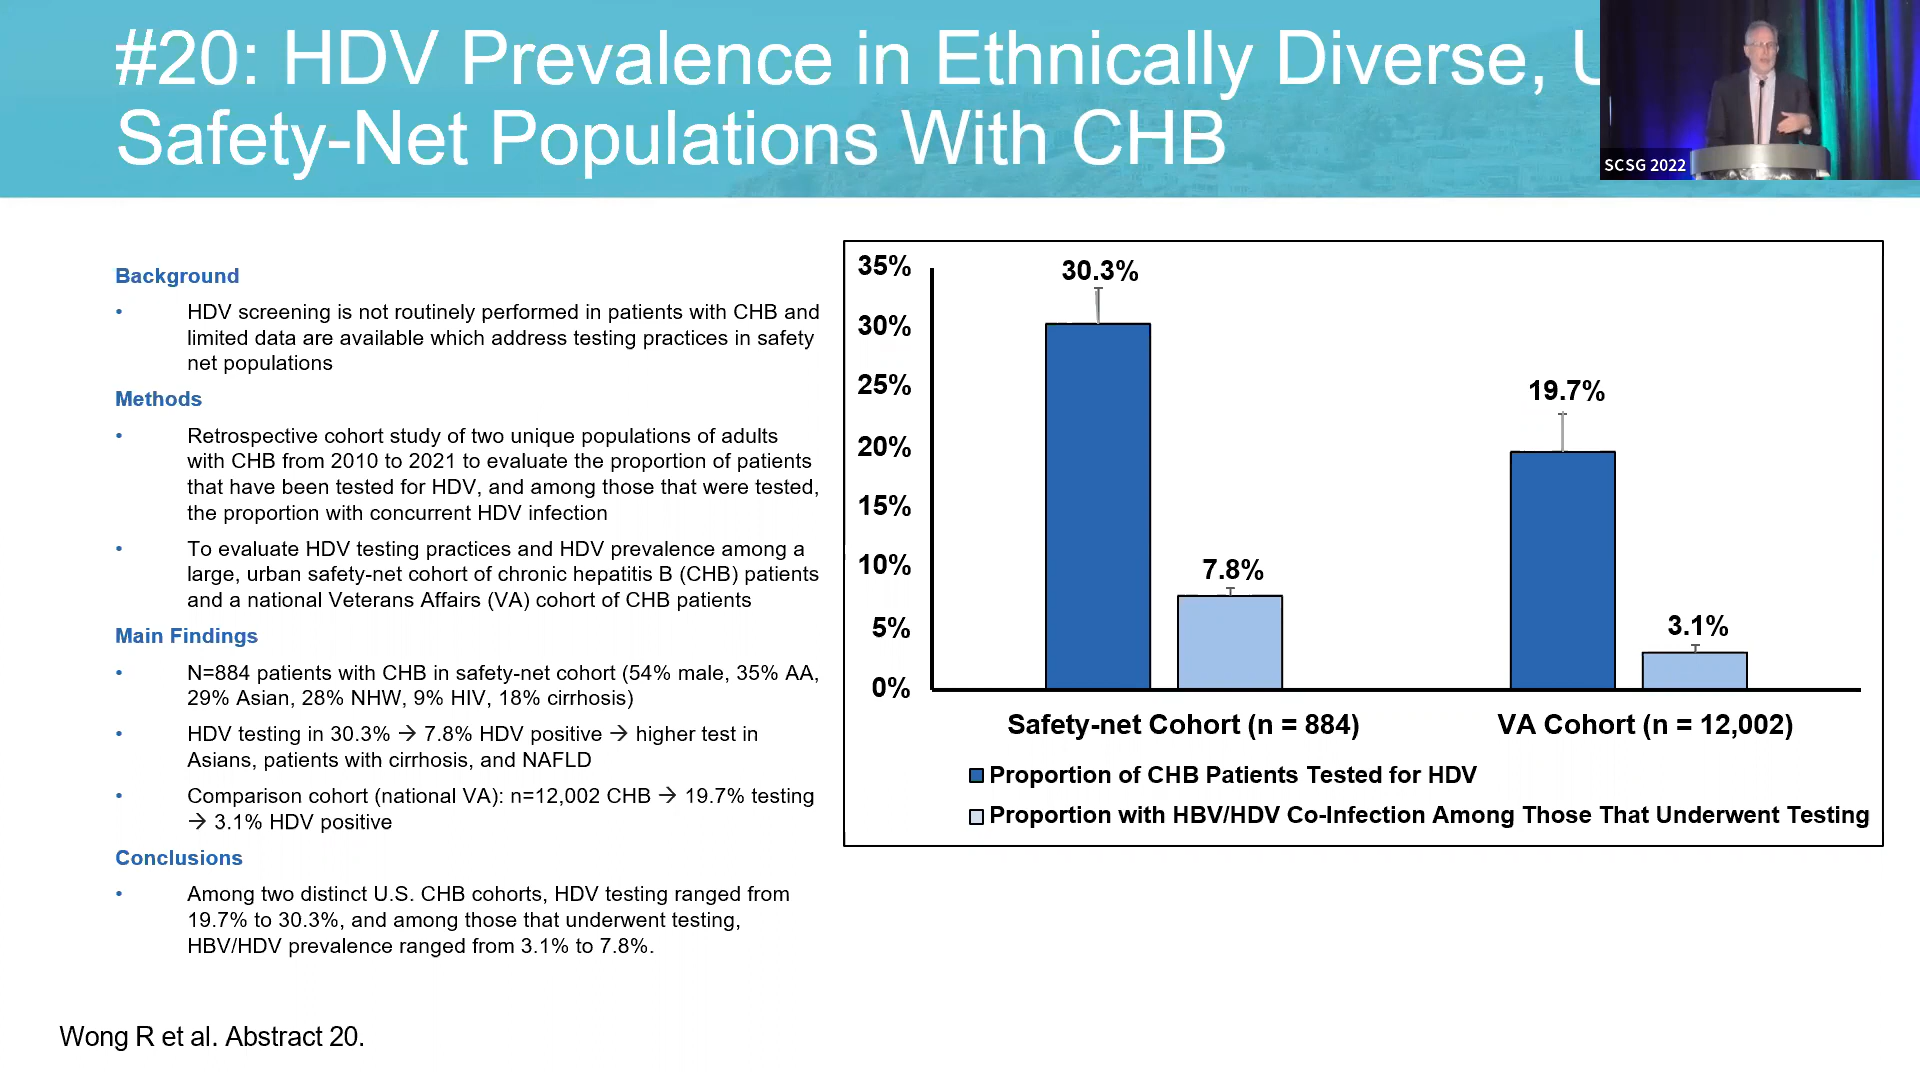 #20: HDV Prevalence in Ethnically Diverse,
Safety-Net Populations With CHB
SCSG 2022
Background
• HDV screening is not routinely performed in patients with CHB and
limited data are available which address testing practices in safety
net populations
Methods
• Retrospective cohort study of two unique populations of adults
with CHB from 2010 to 2021 to evaluate the proportion of patients
that have been tested for HDV, and among those that were tested,
the proportion with concurrent HDV infection
• To evaluate HDV testing practices and HDV prevalence among a
large, urban safety-net cohort of chronic hepatitis B (CHB) patients
and a national Veterans Affairs (VA) cohort of CHB patients
Main Findings
• N=884 patients with CHB in safety-net cohort (54% male, 35% AA,
29% Asian, 28% NHW, 9% HIV, 18% cirrhosis)
• HDV testing in 30.3% → 7.8% HDV positive → higher test in
Asians, patients with cirrhosis, and NAFLD
• Comparison cohort (national VA): n=12,002 CHB → 19.7% testing
→ 3.1% HDV positive
Conclusions
• Among two distinct U.S. CHB cohorts, HDV testing ranged from
19.7% to 30.3%, and among those that underwent testing,
HBV/HDV prevalence ranged from 3.1% to 7.8%.
35%
30%
25%
20%
15%
10%
5%
0%
30.3%
7.8%
19.7%
3.1%
Safety-net Cohort (n = 884)
VA Cohort (n = 12,002)
Proportion of CHB Patients Tested for HDV
Proportion with HBV/HDV Co-Infection Among Those That Underwent Testing
Wong R et al. Abstract 20.